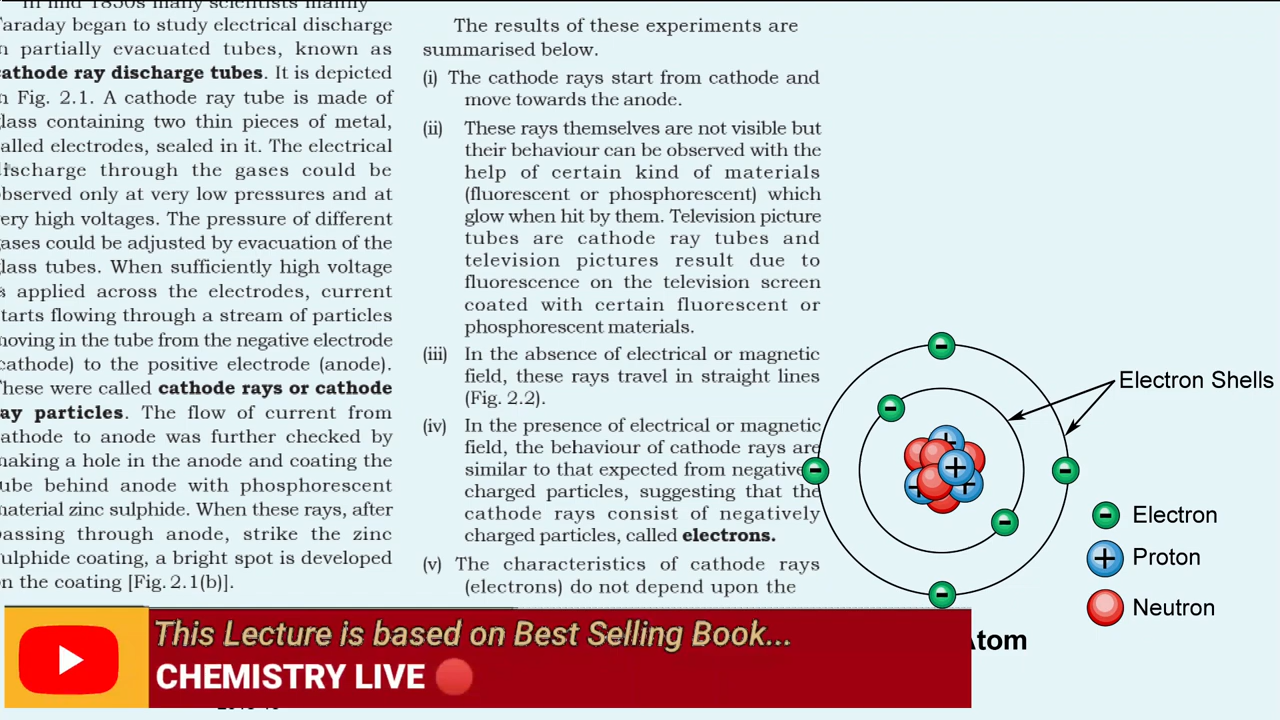 In mid 1850s many scientists mainly
araday began to study electrical discharge
n partially evacuated tubes, known as
athode ray discharge tubes. It is depicted
n Fig. 2.1. A cathode ray tube is made of
lass containing two thin pieces of metal,
alled electrodes, sealed in it. The electrical
ischarge through the gases could be
bserved only at very low pressures and at
ery high voltages. The pressure of different
ases could be adjusted by evacuation of the
lass tubes. When sufficiently high voltage
s applied across the electrodes, current
tarts flowing through a stream of particles
oving in the tube from the negative electrode
cathode) to the positive electrode (anode).
hese were called cathode rays or cathode
ay particles. The flow of current from
athode to anode was further checked by
aking a hole in the anode and coating the
ube behind anode with phosphorescent
aterial zinc sulphide. When these rays, after
assing through anode, strike the zinc
ulphide coating, a bright spot is developed
n the coating [Fig. 2.1(b)].
The results of these experiments are
summarised below.
(i) The cathode rays start from cathode and
move towards the anode.
(ii) These rays themselves are not visible but
their behaviour can be observed with the
help of certain kind of materials
(fluorescent or phosphorescent) which
glow when hit by them. Television picture
tubes are cathode ray tubes and
television pictures result due to
fluorescence on the television screen
coated with certain fluorescent or
phosphorescent materials.
(iii) In the absence of electrical or magnetic
field, these rays travel in straight lines
(Fig. 2.2).
(iv) In the presence of electrical or magnetic
field, the behaviour of cathode rays are
similar to that expected from negative
charged particles, suggesting that the
cathode rays consist of negatively
charged particles, called electrons.
(v) The characteristics of cathode rays
(electrons) do not depend upon the
Electron Shells
Electron
Proton
Neutron
Atom
This Lecture is based on Best Selling Book...
CHEMISTRY LIVE